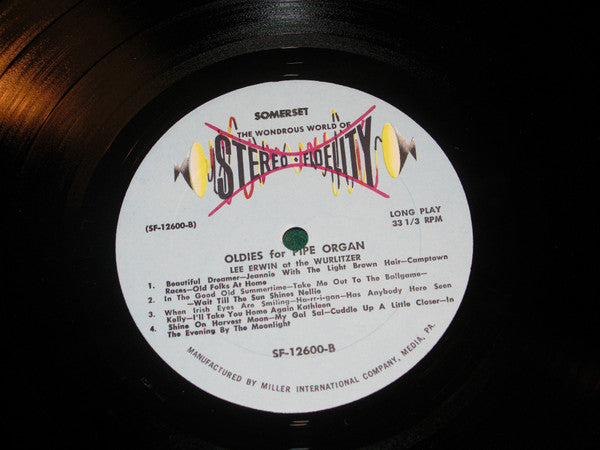 SOMERSET
THE WONDROUS WORLD OF
STEREO • FIDELITY
(SF-12600-B)
LONG PLAY
33 1/3 RPM
OLDIES for PIPE ORGAN
LEE ERWIN at the WURLITZER
1. Beautiful Dreamer—Jeannie With The Light Brown Hair—Camptown
Races—Old Folks At Home
2. In The Good Old Summertime—Take Me Out To The Ballgame—
—Wait Till The Sun Shines Nellie
3. When Irish Eyes Are Smiling—Ha-rr-i-gan—Has Anybody Here Seen
Kelly—I'll Take You Home Again Kathleen
4. Shine On Harvest Moon—My Gal Sal—Cuddle Up A Little Closer—In
The Evening By The Moonlight
SF-12600-B
MANUFACTURED BY MILLER INTERNATIONAL COMPANY, MEDIA, PA.